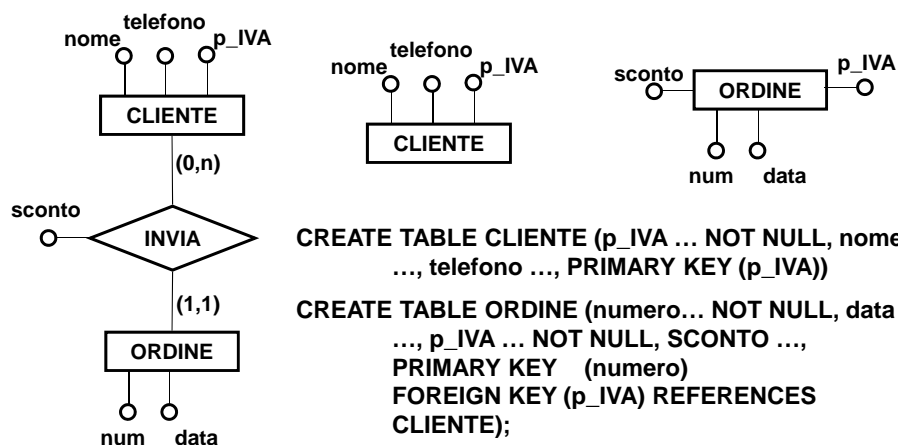 telefono
nome
p_IVA
CLIENTE
(0,n)
sconto
INVIA
(1,1)
ORDINE
num
data
telefono
nome
p_IVA
CLIENTE
sconto
p_IVA
ORDINE
num
data
CREATE TABLE CLIENTE (p_IVA … NOT NULL, nome
…, telefono …, PRIMARY KEY (p_IVA))
CREATE TABLE ORDINE (numero… NOT NULL, data
…, p_IVA … NOT NULL, SCONTO …,
PRIMARY KEY (numero)
FOREIGN KEY (p_IVA) REFERENCES
CLIENTE);